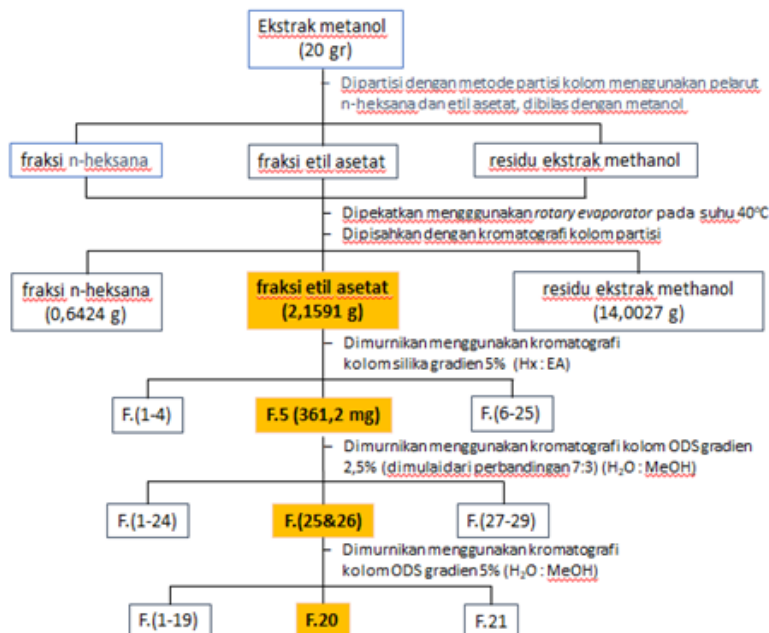 Ekstrak metanol
(20 gr)
Dipartisi dengan metode partisi kolom menggunakan pelarut
n-heksana dan etil asetat, dibilas dengan metanol
fraksi n-heksana
fraksi etil asetat
residu ekstrak methanol
Dipekatkan mengggunakan rotary evaporator pada suhu 40°C
Dipisahkan dengan kromatografi kolom partisi
fraksi n-heksana
(0,6424 g)
fraksi etil asetat
(2,1591 g)
residu ekstrak methanol
(14,0027 g)
Dimurnikan menggunakan kromatografi
kolom silika gradien 5% (Hx : EA)
F.(1-4)
F.5 (361,2 mg)
F.(6-25)
Dimurnikan menggunakan kromatografi kolom ODS gradien
2,5% (dimulai dari perbandingan 7:3) (H₂O : MeOH)
F.(1-24)
F.(25&26)
F.(27-29)
Dimurnikan menggunakan kromatografi
kolom ODS gradien 5% (H₂O : MeOH)
F.(1-19)
F.20
F.21